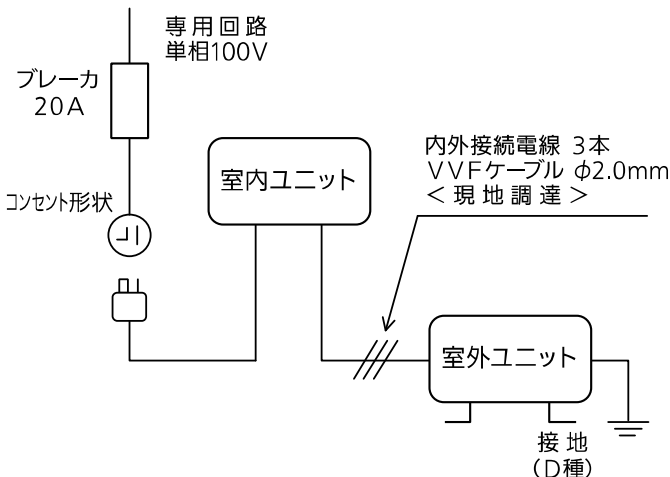 専用回路
単相100V
ブレーカ
20A
コンセント形状
室内ユニット
内外接続電線 3本
VVFケーブル φ2.0mm
<現地調達>
室外ユニット
接地
(D種)